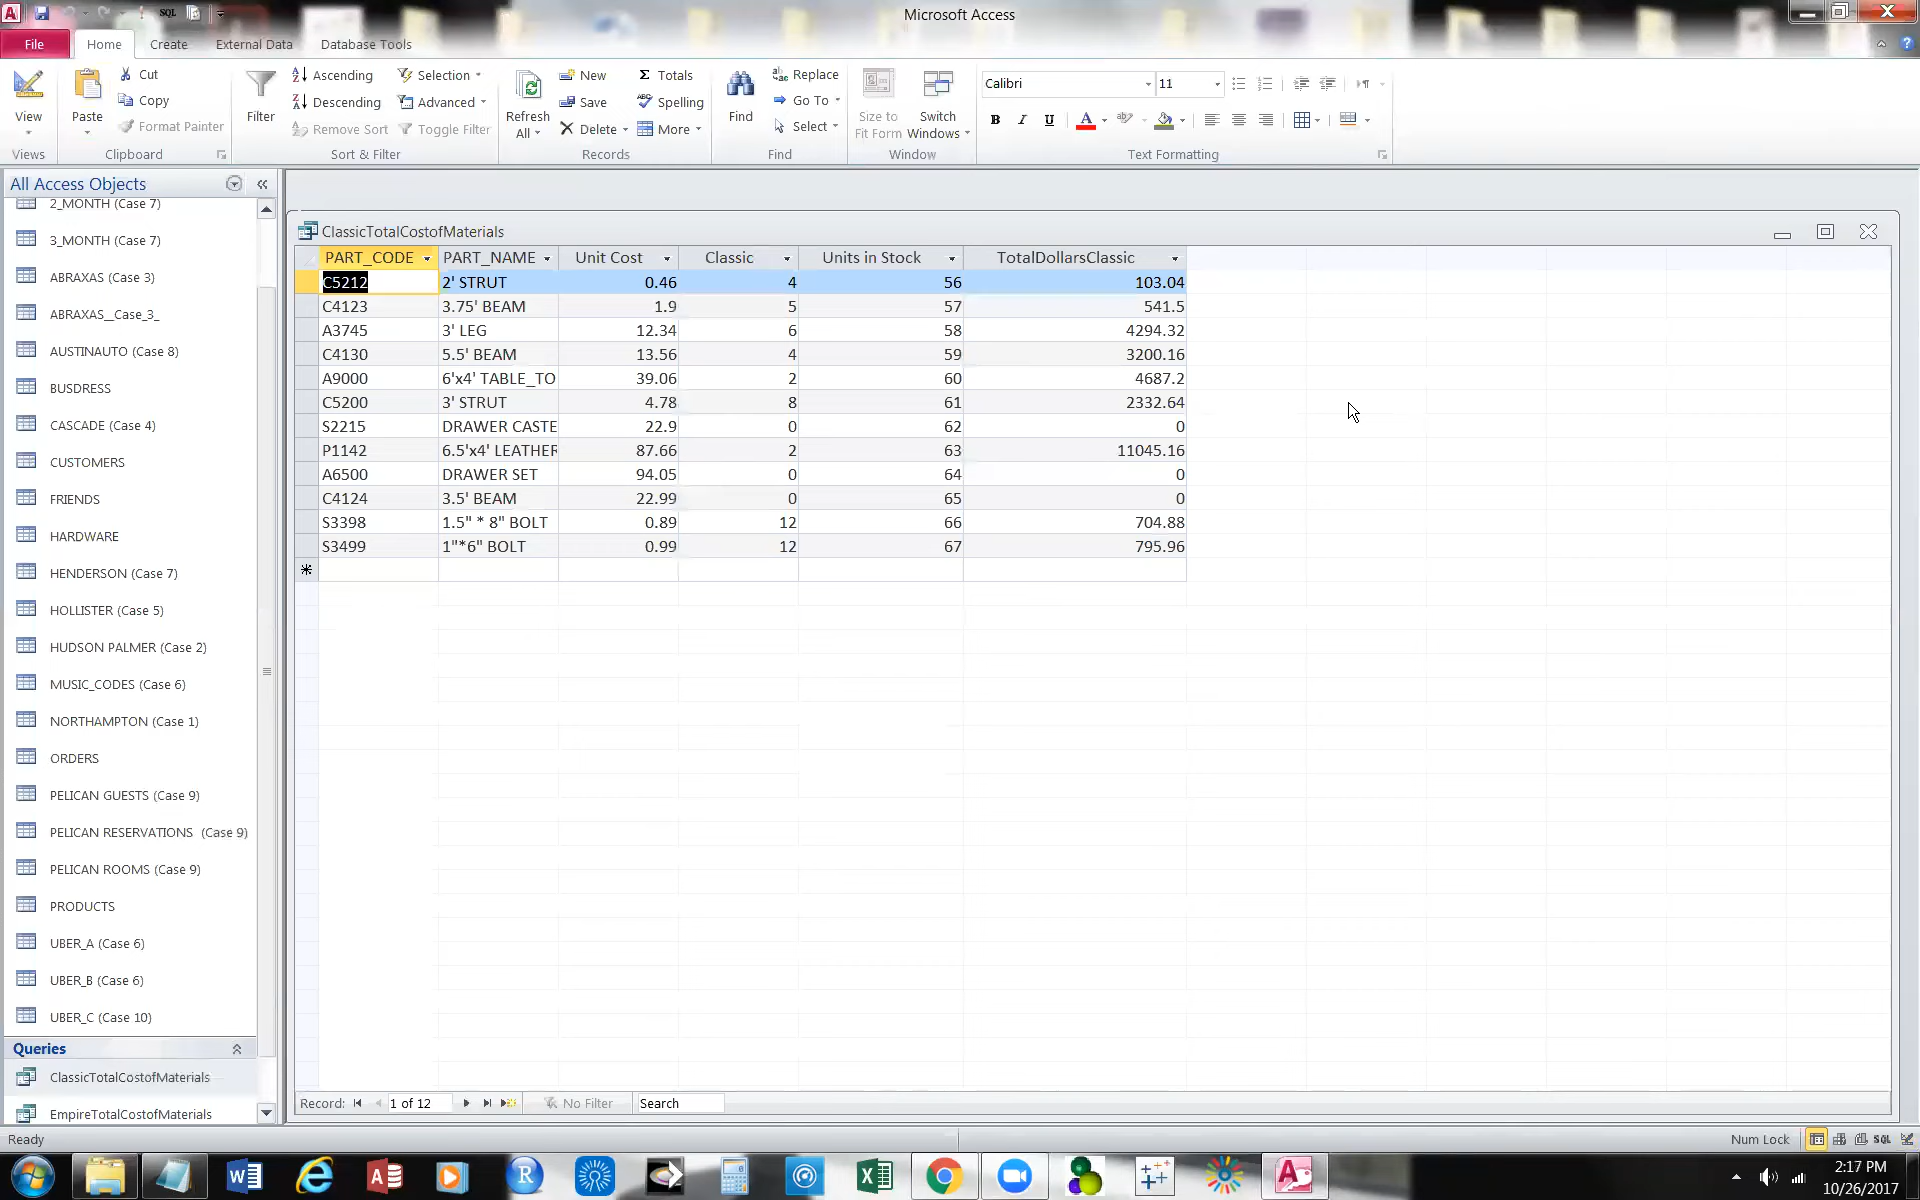 Microsoft Access
SQL
File Home Create External Data Database Tools
View
Views
Paste
Cut
Copy
Format Painter
Clipboard
Filter
Ascending
Descending
Remove Sort
Selection
Advanced
Toggle Filter
Sort & Filter
Refresh All
New
Save
Delete
Totals
Spelling
More
Records
Find
Replace
Go To
Select
Find
Size to Fit Form
Switch Windows
Window
Calibri 11
B I U A
Text Formatting
All Access Objects
2_MONTH (Case 7)
3_MONTH (Case 7)
ABRAXAS (Case 3)
ABRAXAS__Case_3_
AUSTINAUTO (Case 8)
BUSDRESS
CASCADE (Case 4)
CUSTOMERS
FRIENDS
HARDWARE
HENDERSON (Case 7)
HOLLISTER (Case 5)
HUDSON PALMER (Case 2)
MUSIC_CODES (Case 6)
NORTHAMPTON (Case 1)
ORDERS
PELICAN GUESTS (Case 9)
PELICAN RESERVATIONS (Case 9)
PELICAN ROOMS (Case 9)
PRODUCTS
UBER_A (Case 6)
UBER_B (Case 6)
UBER_C (Case 10)
Queries
ClassicTotalCostofMaterials
EmpireTotalCostofMaterials
ClassicTotalCostofMaterials
PART_CODE PART_NAME Unit Cost Classic Units in Stock TotalDollarsClassic
C5212 2' STRUT 0.46 4 56 103.04
C4123 3.75' BEAM 1.9 5 57 541.5
A3745 3' LEG 12.34 6 58 4294.32
C4130 5.5' BEAM 13.56 4 59 3200.16
A9000 6'x4' TABLE_TO 39.06 2 60 4687.2
C5200 3' STRUT 4.78 8 61 2332.64
S2215 DRAWER CASTE 22.9 0 62 0
P1142 6.5'x4' LEATHER 87.66 2 63 11045.16
A6500 DRAWER SET 94.05 0 64 0
C4124 3.5' BEAM 22.99 0 65 0
S3398 1.5" * 8" BOLT 0.89 12 66 704.88
S3499 1"*6" BOLT 0.99 12 67 795.96
Record: 1 of 12 No Filter Search
Ready Num Lock SQL
2:17 PM
10/26/2017